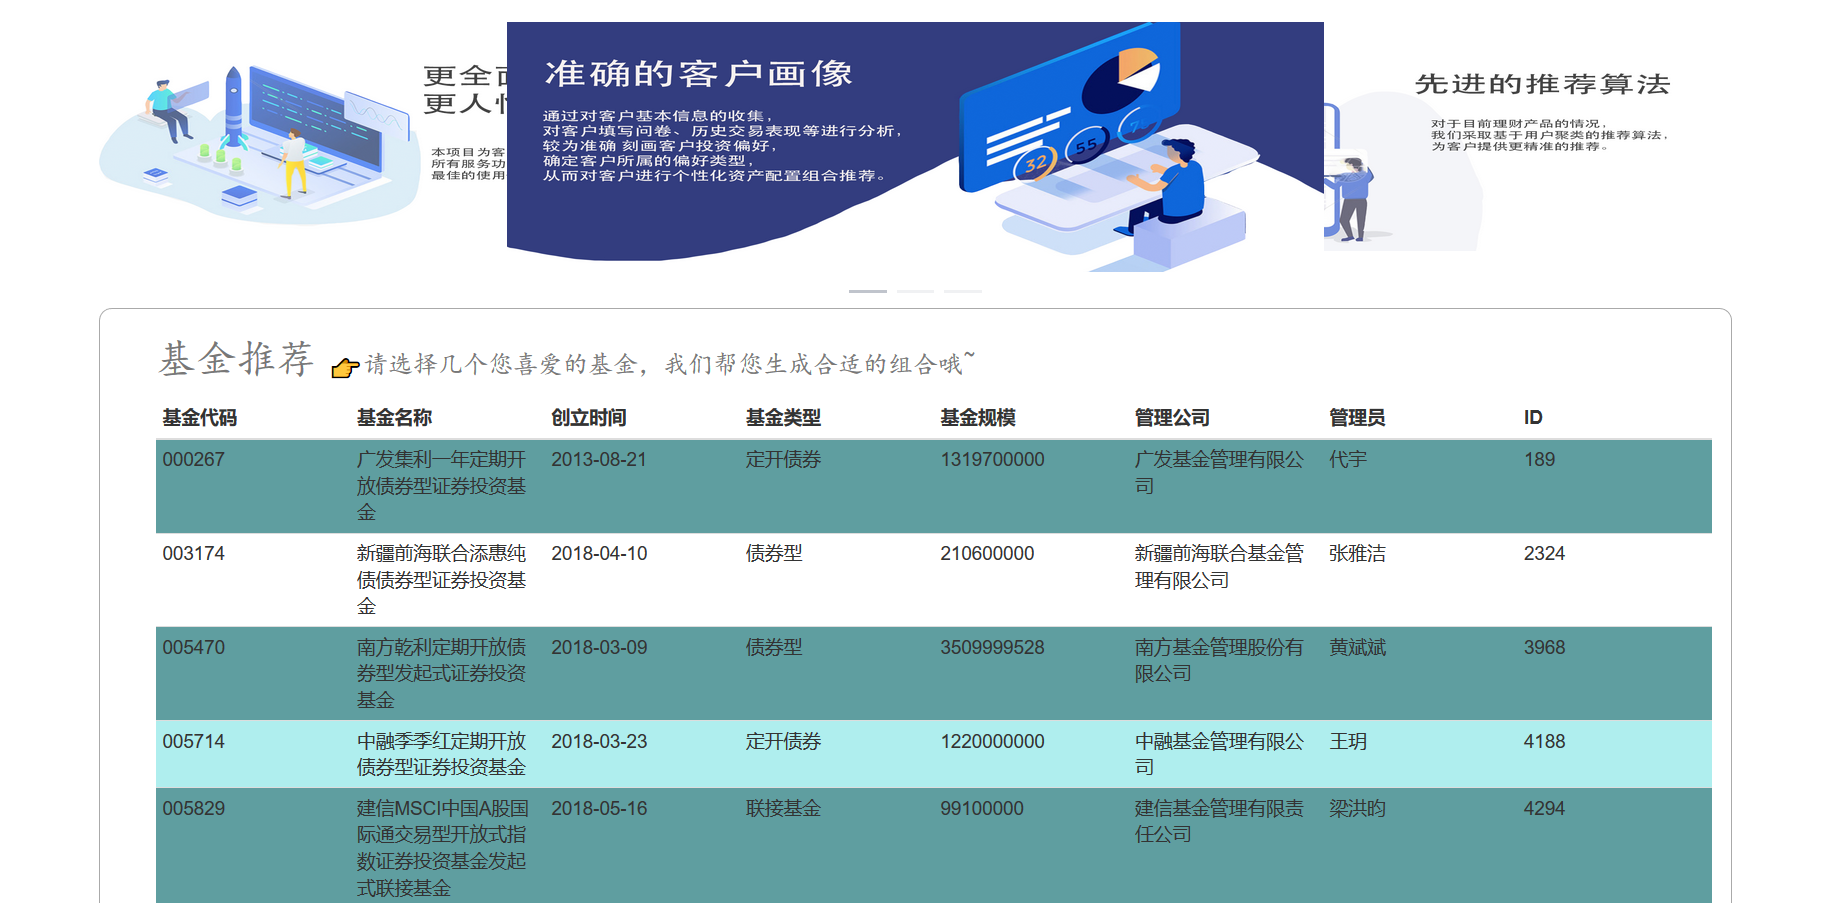 更全面
更人性
本项目为客
所有服务功
最佳的使用
准确的客户画像
通过对客户基本信息的收集，
对客户填写问卷、历史交易表现等进行分析，
较为准确 刻画客户投资偏好，
确定客户所属的偏好类型，
从而对客户进行个性化资产配置组合推荐。
32
55
7
先进的推荐算法
对于目前理财产品的情况，
我们采取基于用户聚类的推荐算法，
为客户提供更精准的推荐。
基金推荐 👉请选择几个您喜爱的基金，我们帮您生成合适的组合哦~
基金代码 基金名称 创立时间 基金类型 基金规模 管理公司 管理员 ID
000267 广发集利一年定期开 2013-08-21 定开债券 1319700000 广发基金管理有限公 代宇 189
放债券型证券投资基 司
金
003174 新疆前海联合添惠纯 2018-04-10 债券型 210600000 新疆前海联合基金管 张雅洁 2324
债债券型证券投资基 理有限公司
金
005470 南方乾利定期开放债 2018-03-09 债券型 3509999528 南方基金管理股份有 黄斌斌 3968
券型发起式证券投资 限公司
基金
005714 中融季季红定期开放 2018-03-23 定开债券 1220000000 中融基金管理有限公 王玥 4188
债券型证券投资基金 司
005829 建信MSCI中国A股国 2018-05-16 联接基金 99100000 建信基金管理有限责 梁洪昀 4294
际通交易型开放式指 任公司
数证券投资基金发起
式联接基金